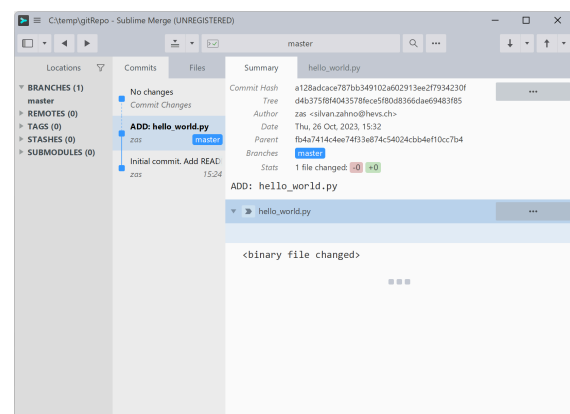 C:\temp\gitRepo - Sublime Merge (UNREGISTERED)
master
Locations
BRANCHES (1)
master
REMOTES (0)
TAGS (0)
STASHES (0)
SUBMODULES (0)
Commits Files
No changes
Commit Changes
ADD: hello_world.py
zas master
Initial commit. Add READ
zas 15:24
Summary hello_world.py
Commit Hash a128adcace787bb349102a602913ee2f7934230f
Tree d4b375f8f4043578fece5f80d8366dae69483f85
Author zas <silvan.zahno@hevs.ch>
Date Thu, 26 Oct, 2023, 15:32
Parent fb4a7414c4ee74f33e874c54024cbb4ef10cc7b4
Branches master
Stats 1 file changed: -0 +0
ADD: hello_world.py
hello_world.py
<binary file changed>